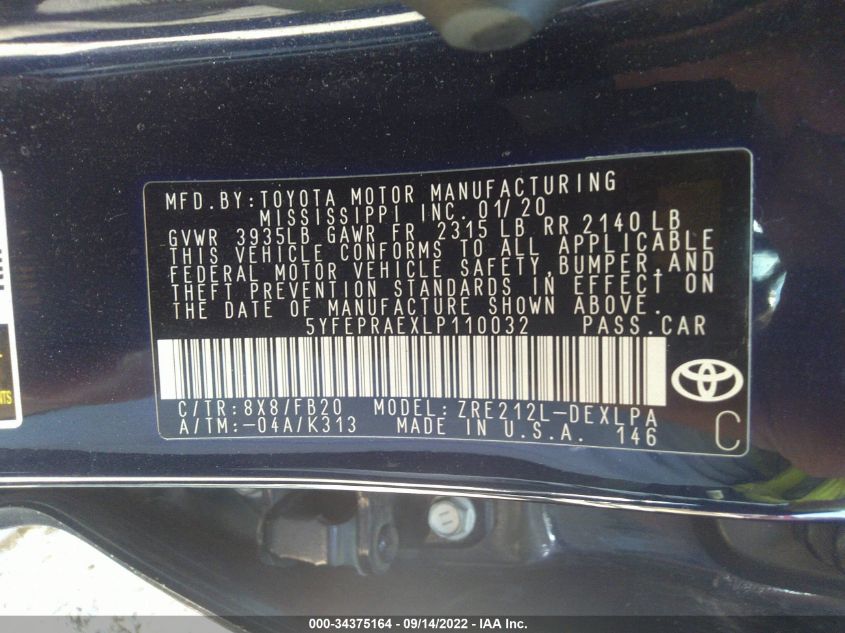 MFD. BY: TOYOTA MOTOR MANUFACTURING
MISSISSIPPI INC. 01/20
GVWR 3935LB GAWR FR 2315 LB RR 2140 LB
THIS VEHICLE CONFORMS TO ALL APPLICABLE
FEDERAL MOTOR VEHICLE SAFETY, BUMPER, AND
THEFT PREVENTION STANDARDS IN EFFECT ON
THE DATE OF MANUFACTURE SHOWN ABOVE.
5YFEPRAEXLP110032 PASS. CAR
C/TR: 8X8/FB20 MODEL: ZRE212L-DEXLPA
A/TM: -04A/K313 MADE IN U.S.A. 146 C
000-34375164 - 09/14/2022 - IAA Inc.